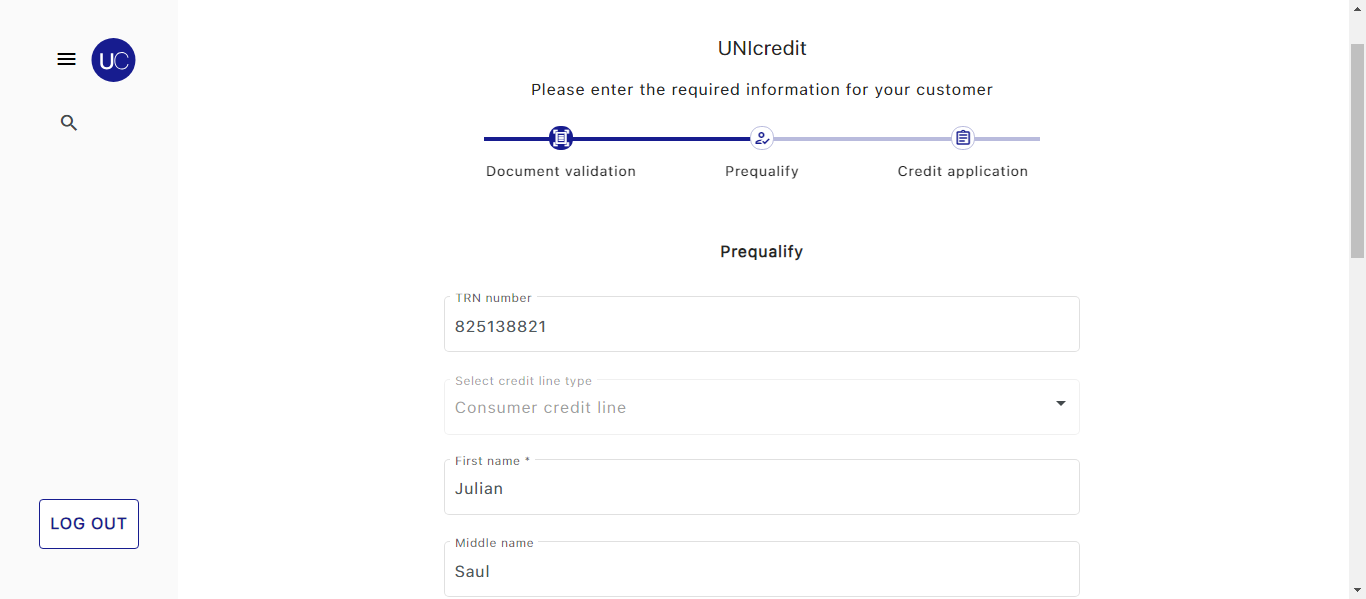 UC
UNIcredit
Please enter the required information for your customer
Document validation
Prequalify
Credit application
Prequalify
TRN number
825138821
Select credit line type
Consumer credit line
First name *
Julian
Middle name
Saul
LOG OUT